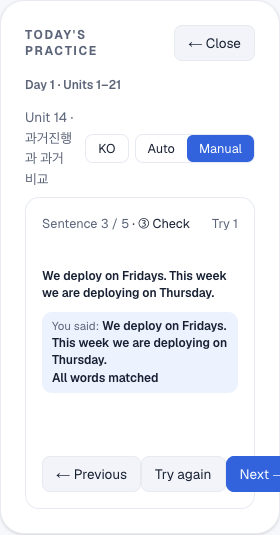 TODAY'S
PRACTICE
← Close
Day 1 · Units 1–21
Unit 14 ·
과거진행
과 과거
비교
KO
Auto
Manual
Sentence 3 / 5 · ③ Check
Try 1
We deploy on Fridays. This week
we are deploying on Thursday.
You said: We deploy on Fridays.
This week we are deploying on
Thursday.
All words matched
← Previous
Try again
Next